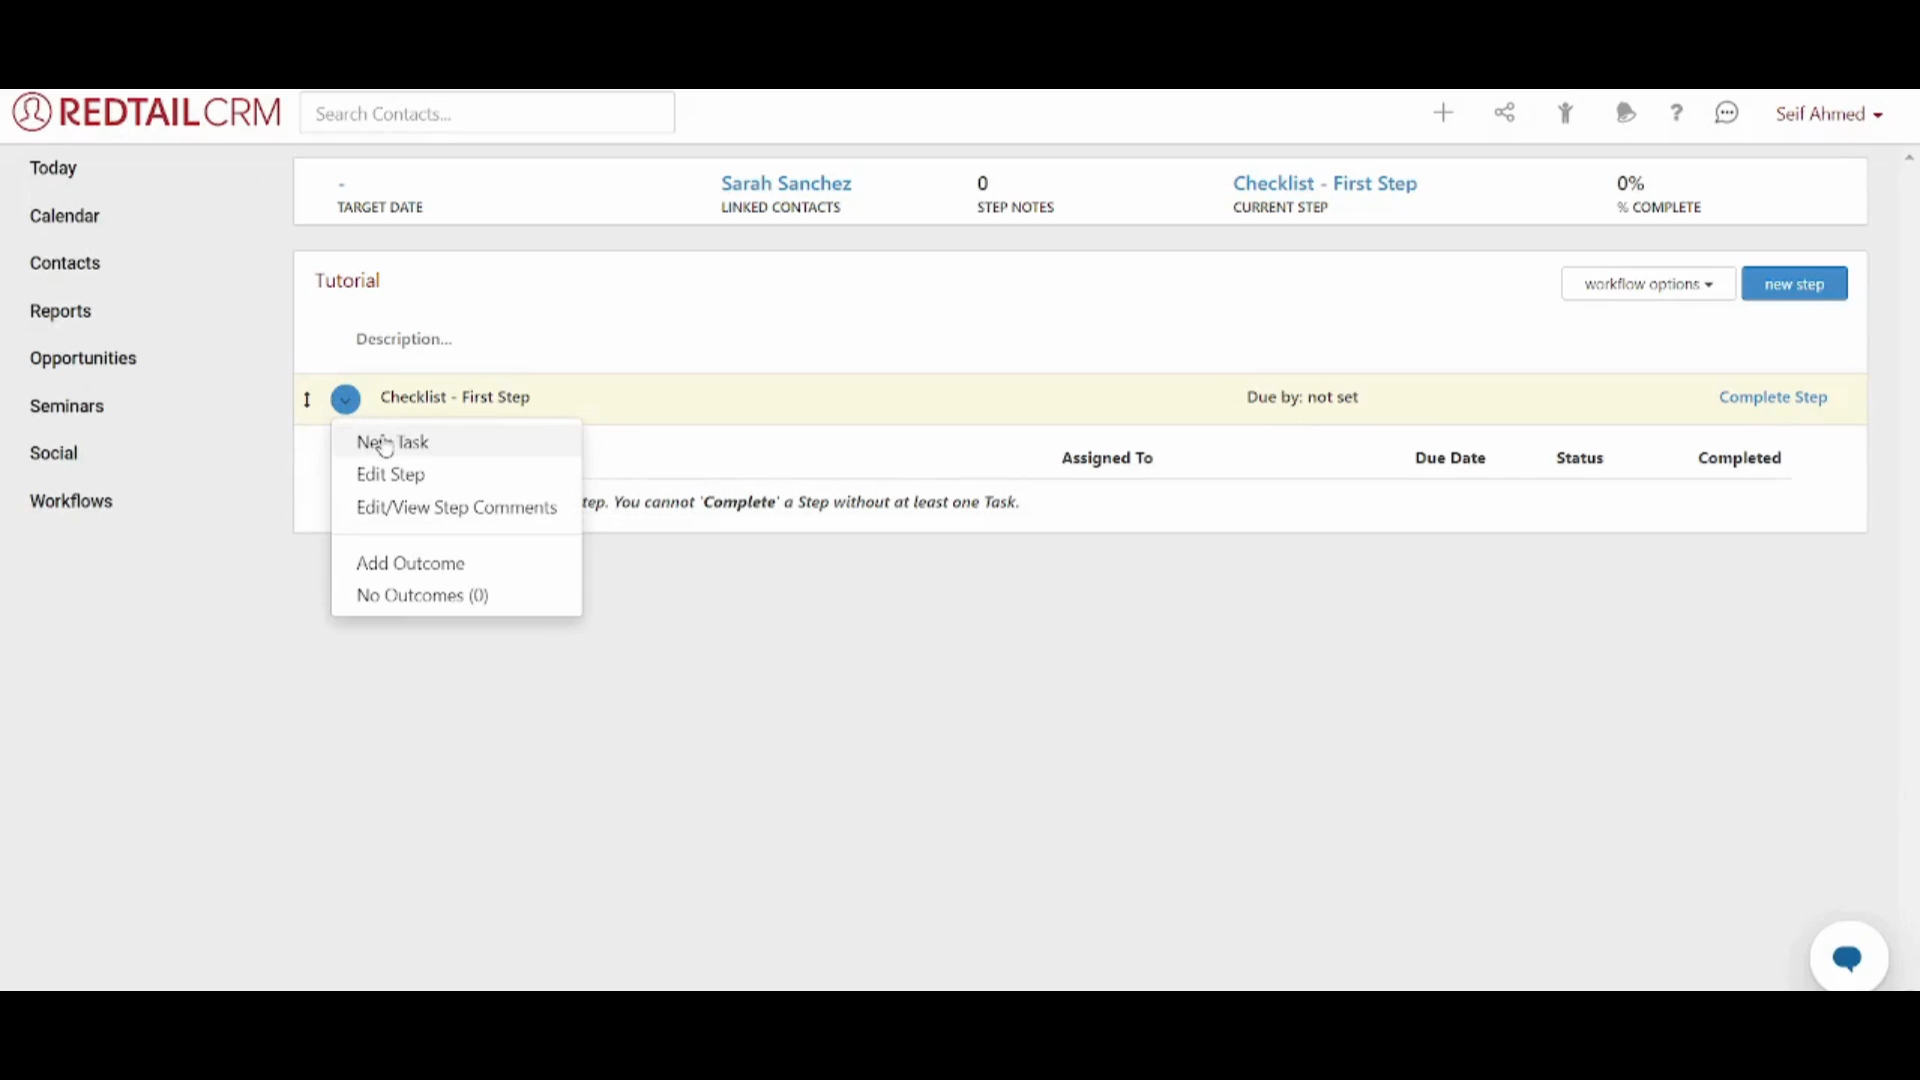 REDTAILCRM
Search Contacts...
?
Seif Ahmed
Today
Calendar
Contacts
Reports
Opportunities
Seminars
Social
Workflows
- Sarah Sanchez 0 Checklist - First Step 0%
TARGET DATE LINKED CONTACTS STEP NOTES CURRENT STEP % COMPLETE
Tutorial
workflow options
new step
Description...
Checklist - First Step Due by: not set Complete Step
New Task
Edit Step
Edit/View Step Comments
Add Outcome
No Outcomes (0)
Assigned To Due Date Status Completed
tep. You cannot 'Complete' a Step without at least one Task.